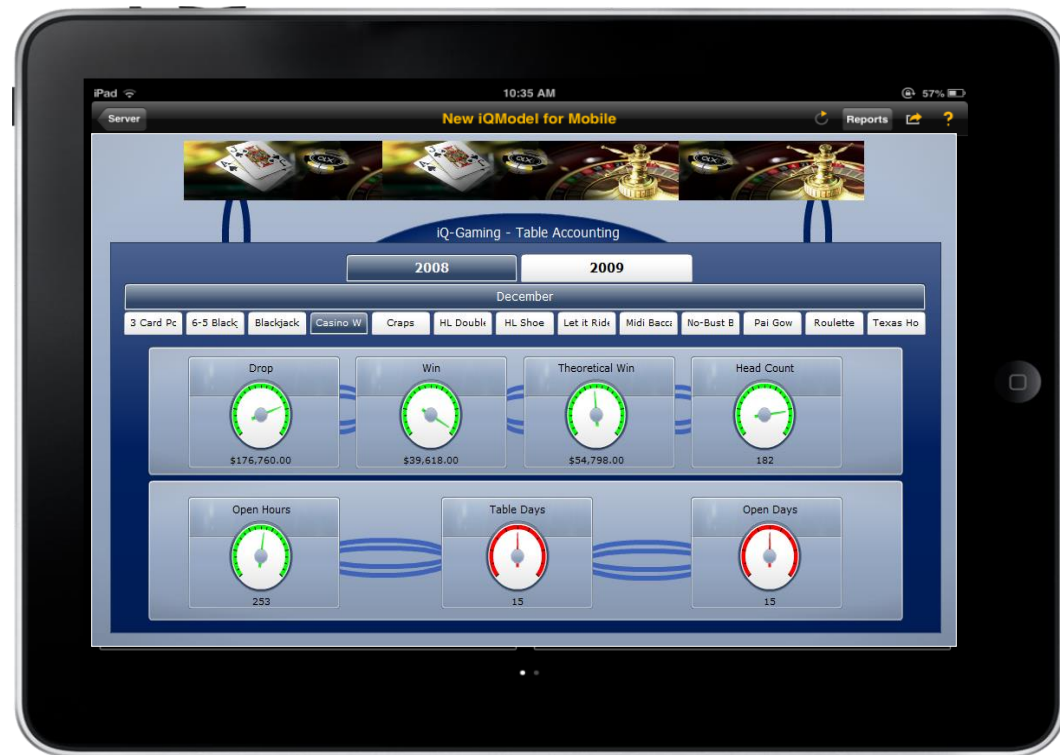 iPad 10:35 AM 57%
Server New iQModel for Mobile Reports ?
iQ-Gaming - Table Accounting
2008 2009
December
3 Card Pc 6-5 Black Blackjack Casino W Craps HL Double HL Shoe Let it Ride Midi Bacca No-Bust B Pai Gow Roulette Texas Ho
Drop Win Theoretical Win Head Count
$176,760.00 $39,618.00 $54,798.00 182
Open Hours Table Days Open Days
253 15 15